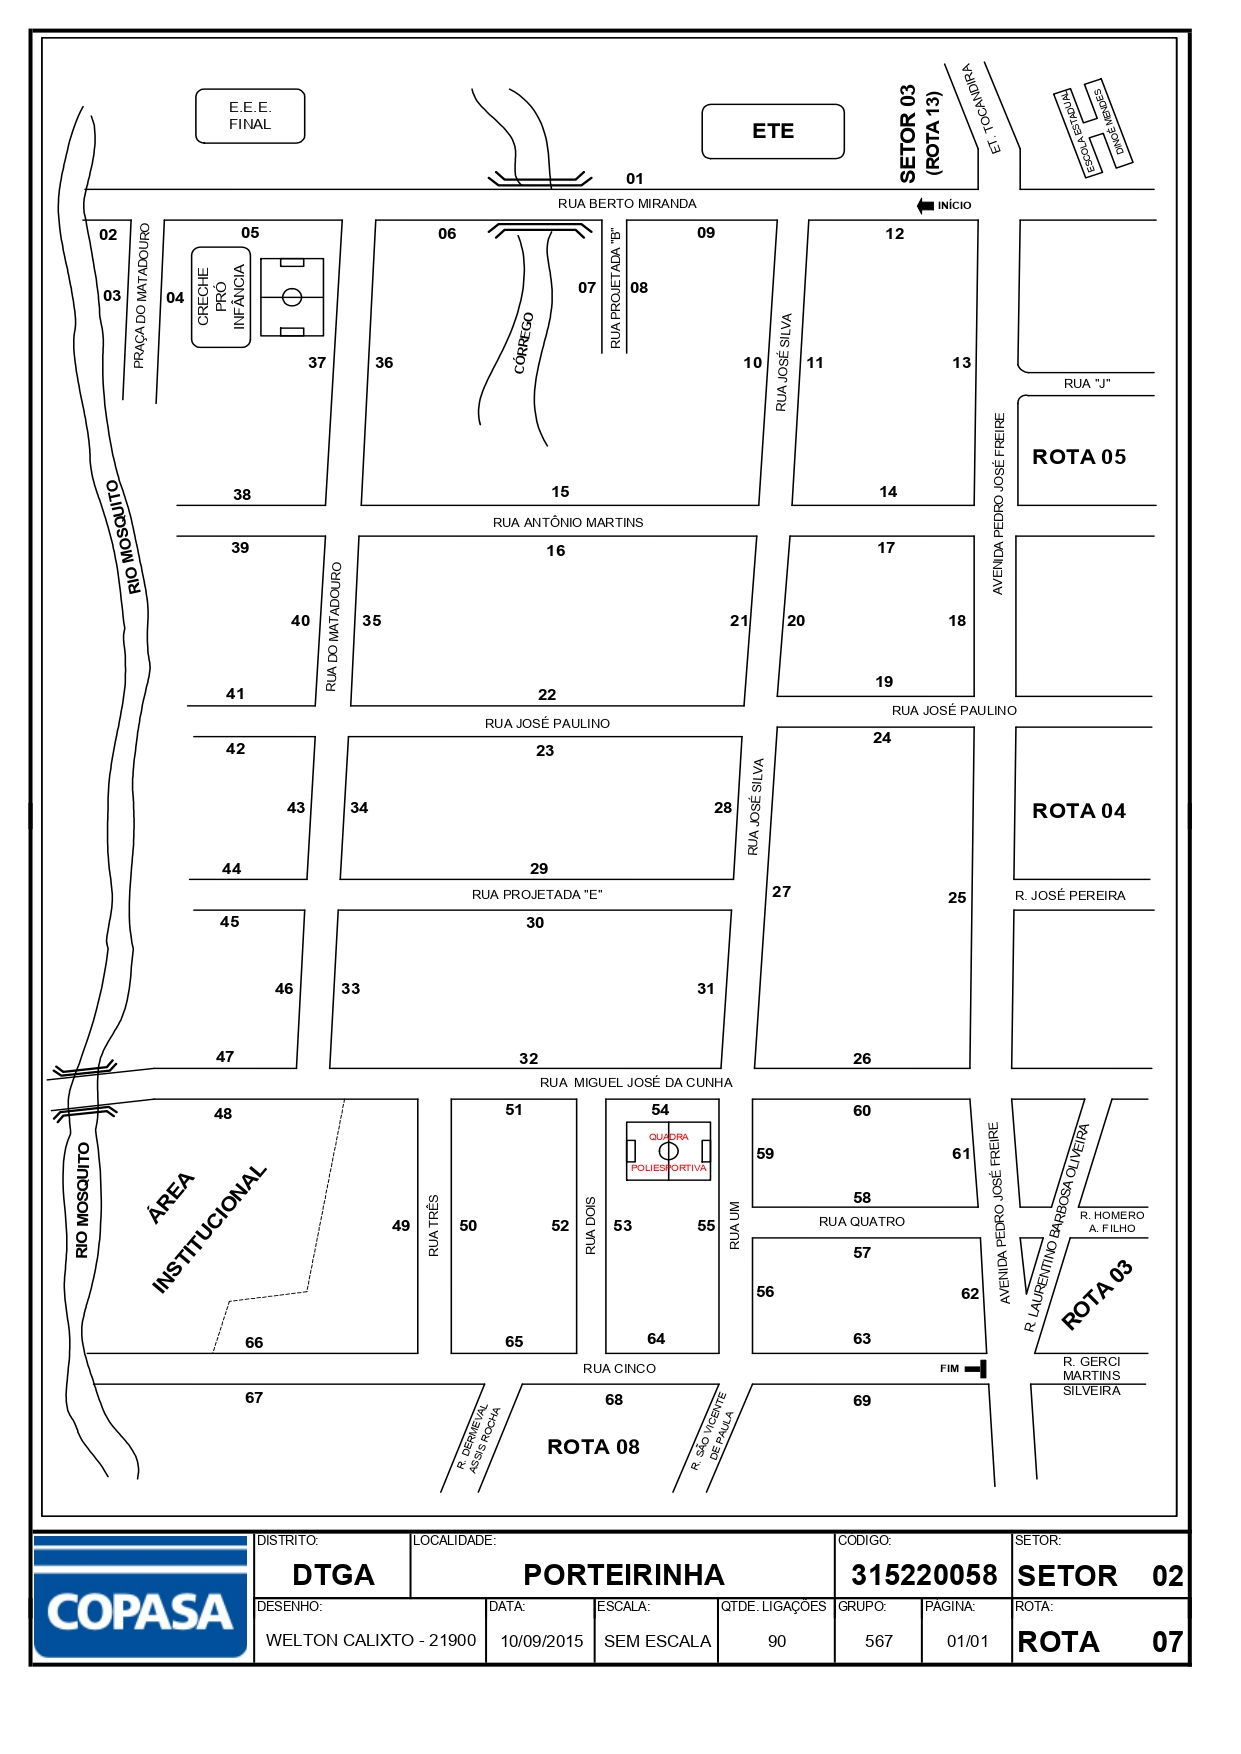 E.E.E.
FINAL
ETE
SETOR 03
(ROTA 13)
ET. TOCANDIRA
ESCOLA ESTADUAL
DINOÉ MENDES
01
RUA BERTO MIRANDA
INÍCIO
02
05
06
09
12
03
PRAÇA DO MATADOURO
04
CRECHE
PRÓ
INFÂNCIA
07
RUA PROJETADA "B"
08
CÓRREGO
37
36
10
RUA JOSÉ SILVA
11
13
RUA "J"
AVENIDA PEDRO JOSÉ FREIRE
ROTA 05
38
15
14
RIO MOSQUITO
RUA ANTÔNIO MARTINS
39
16
17
40
RUA DO MATADOURO
35
21
20
18
41
22
19
RUA JOSÉ PAULINO
RUA JOSÉ PAULINO
42
23
24
43
34
28
RUA JOSÉ SILVA
ROTA 04
44
29
27
25
RUA PROJETADA "E"
R. JOSÉ PEREIRA
45
30
46
33
31
47
32
26
RUA  MIGUEL JOSÉ DA CUNHA
48
51
54
60
QUADRA
POLIESPORTIVA
59
61
ÁREA
INSTITUCIONAL
RIO MOSQUITO
49
RUA TRÊS
50
52
RUA DOIS
53
55
RUA UM
58
RUA QUATRO
AVENIDA PEDRO JOSÉ FREIRE
R. LAURENTINO BARBOSA OLIVEIRA
R. HOMERO
A. FILHO
57
56
62
ROTA 03
66
65
64
63
RUA CINCO
FIM
R. GERCI
MARTINS
SILVEIRA
67
68
69
R. DERMEVAL
ASSIS ROCHA
ROTA 08
R. SÃO VICENTE
DE PAULA
COPASA
DISTRITO:
DTGA
LOCALIDADE:
PORTEIRINHA
CODIGO:
315220058
SETOR:
SETOR 02
DESENHO:
WELTON CALIXTO - 21900
DATA:
10/09/2015
ESCALA:
SEM ESCALA
QTDE. LIGAÇÕES
90
GRUPO:
567
PÁGINA:
01/01
ROTA:
ROTA 07